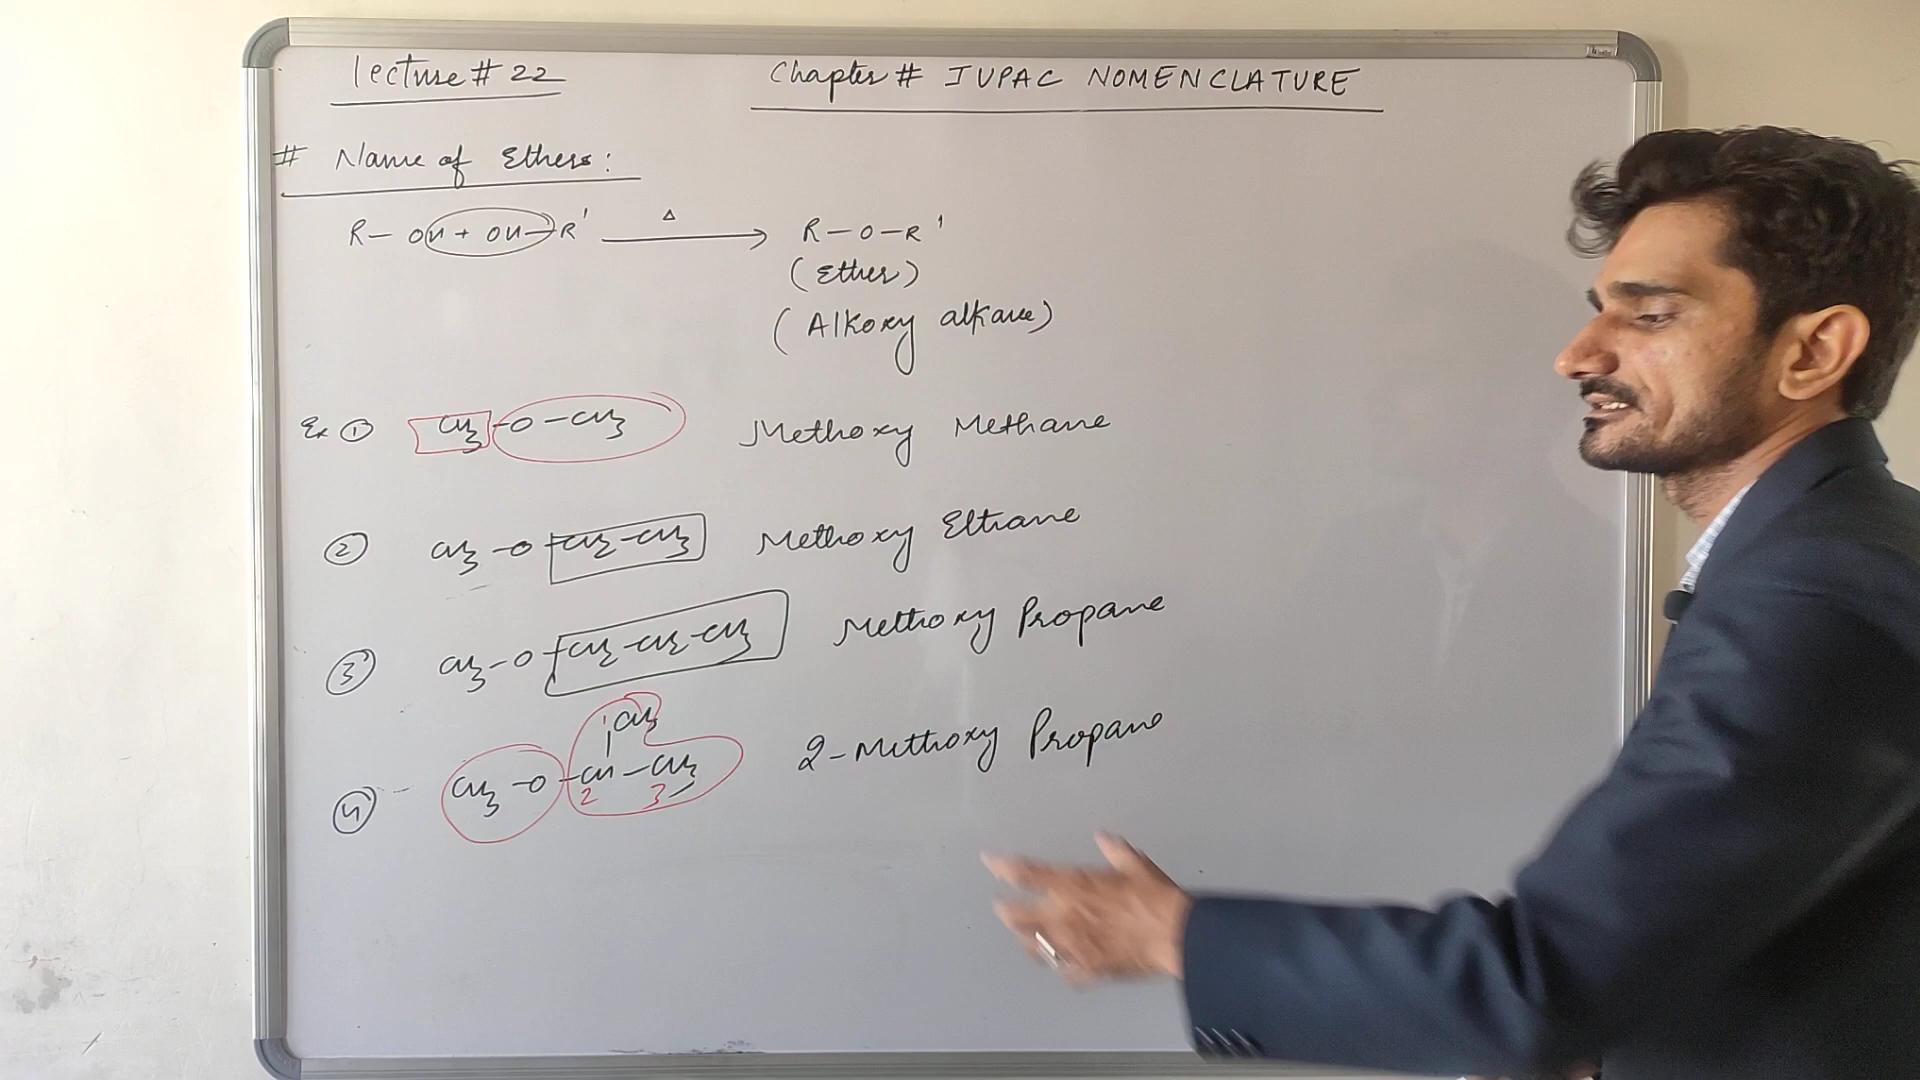 Lecture # 22
Chapter # IUPAC NOMENCLATURE
# Name of Ethers:
R- OH + OH-R' Δ → R-O-R'
(Ether)
(Alkoxy alkane)
Ex ① CH3-O-CH3 Methoxy Methane
② CH3-O-CH2-CH3 Methoxy Ethane
③ CH3-O-CH2-CH2-CH3 Methoxy Propane
1 CH3
④ CH3-O-CH-CH3 2-Methoxy Propane
2 3